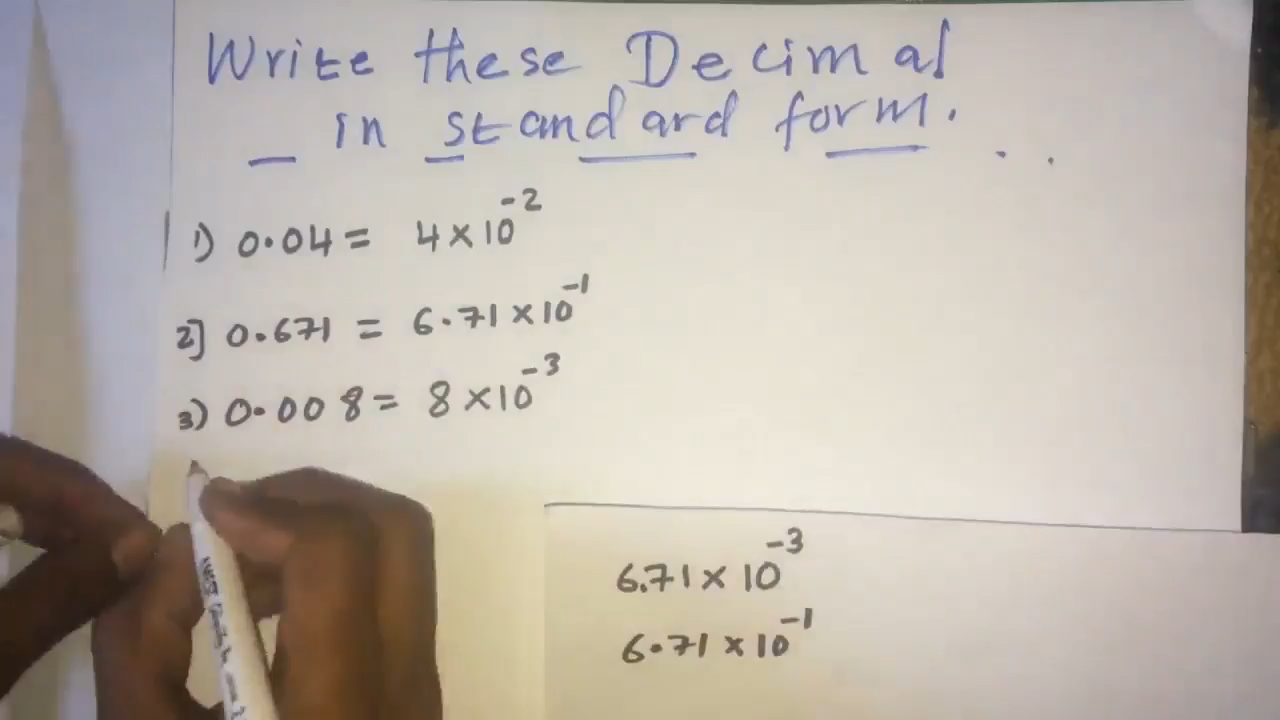 Write these Decimal
in standard form.
1) 0.04 = 4 × 10⁻²
2] 0.671 = 6.71 × 10⁻¹
3) 0.008 = 8 × 10⁻³
6.71 × 10⁻³
6.71 × 10⁻¹